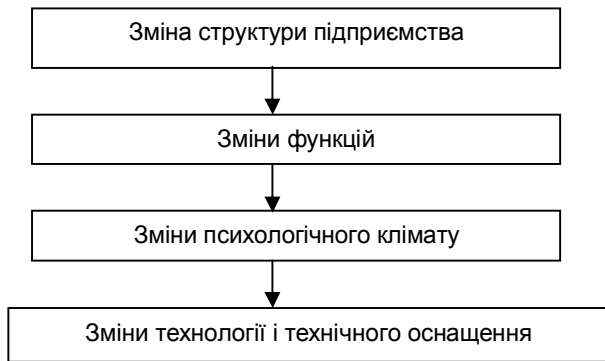 Зміна структури підприємства
Зміни функцій
Зміни психологічного клімату
Зміни технології і технічного оснащення